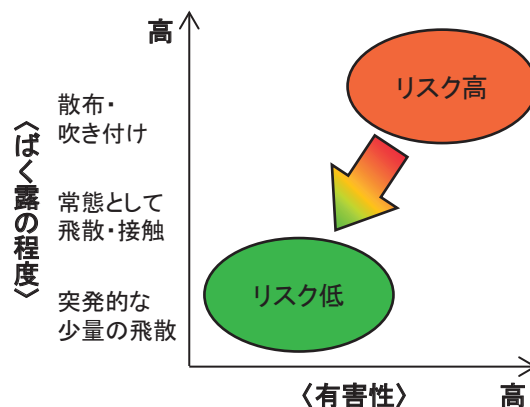 高
リスク高
散布・
吹き付け
〈ばく露の程度〉
常態として
飛散・接触
リスク低
突発的な
少量の飛散
〈有害性〉
高